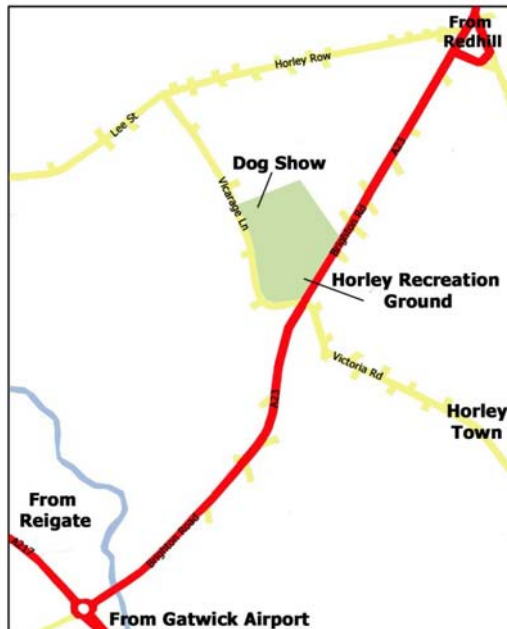 From
Redhill
Horley Row
Lee St
A23
Dog Show
Vicarage Ln
Brighton Rd
Horley Recreation
Ground
Victoria Rd
A23
Horley
Town
From
Reigate
Brighton Road
A217
From Gatwick Airport